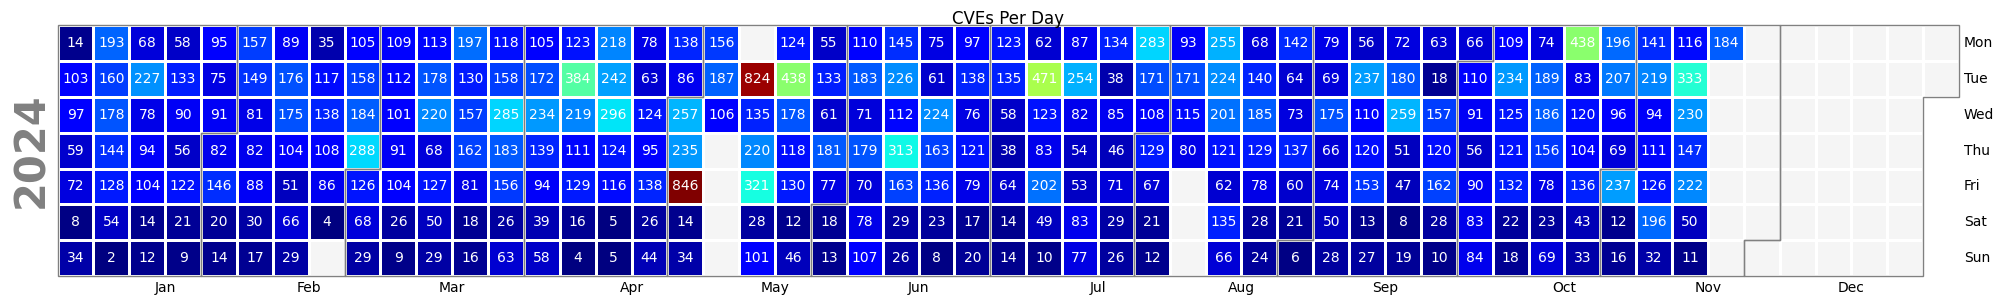 CVEs Per Day
2024
14 193 68 58 95 157 89 35 105 109 113 197 118 105 123 218 78 138 156 124 55 110 145 75 97 123 62 87 134 283 93 255 68 142 79 56 72 63 66 109 74 438 196 141 116 184 Mon
103 160 227 133 75 149 176 117 158 112 178 130 158 172 384 242 63 86 187 824 438 133 183 226 61 138 135 471 254 38 171 171 224 140 64 69 237 180 18 110 234 189 83 207 219 333 Tue
97 178 78 90 91 81 175 138 184 101 220 157 285 234 219 296 124 257 106 135 178 61 71 112 224 76 58 123 82 85 108 115 201 185 73 175 110 259 157 91 125 186 120 96 94 230 Wed
59 144 94 56 82 82 104 108 288 91 68 162 183 139 111 124 95 235 220 118 181 179 313 163 121 38 83 54 46 129 80 121 129 137 66 120 51 120 56 121 156 104 69 111 147 Thu
72 128 104 122 146 88 51 86 126 104 127 81 156 94 129 116 138 846 321 130 77 70 163 136 79 64 202 53 71 67 62 78 60 74 153 47 162 90 132 78 136 237 126 222 Fri
8 54 14 21 20 30 66 4 68 26 50 18 26 39 16 5 26 14 28 12 18 78 29 23 17 14 49 83 29 21 135 28 21 50 13 8 28 83 22 23 43 12 196 50 Sat
34 2 12 9 14 17 29 29 9 29 16 63 58 4 5 44 34 101 46 13 107 26 8 20 14 10 77 26 12 66 24 6 28 27 19 10 84 18 69 33 16 32 11 Sun
Jan Feb Mar Apr May Jun Jul Aug Sep Oct Nov Dec